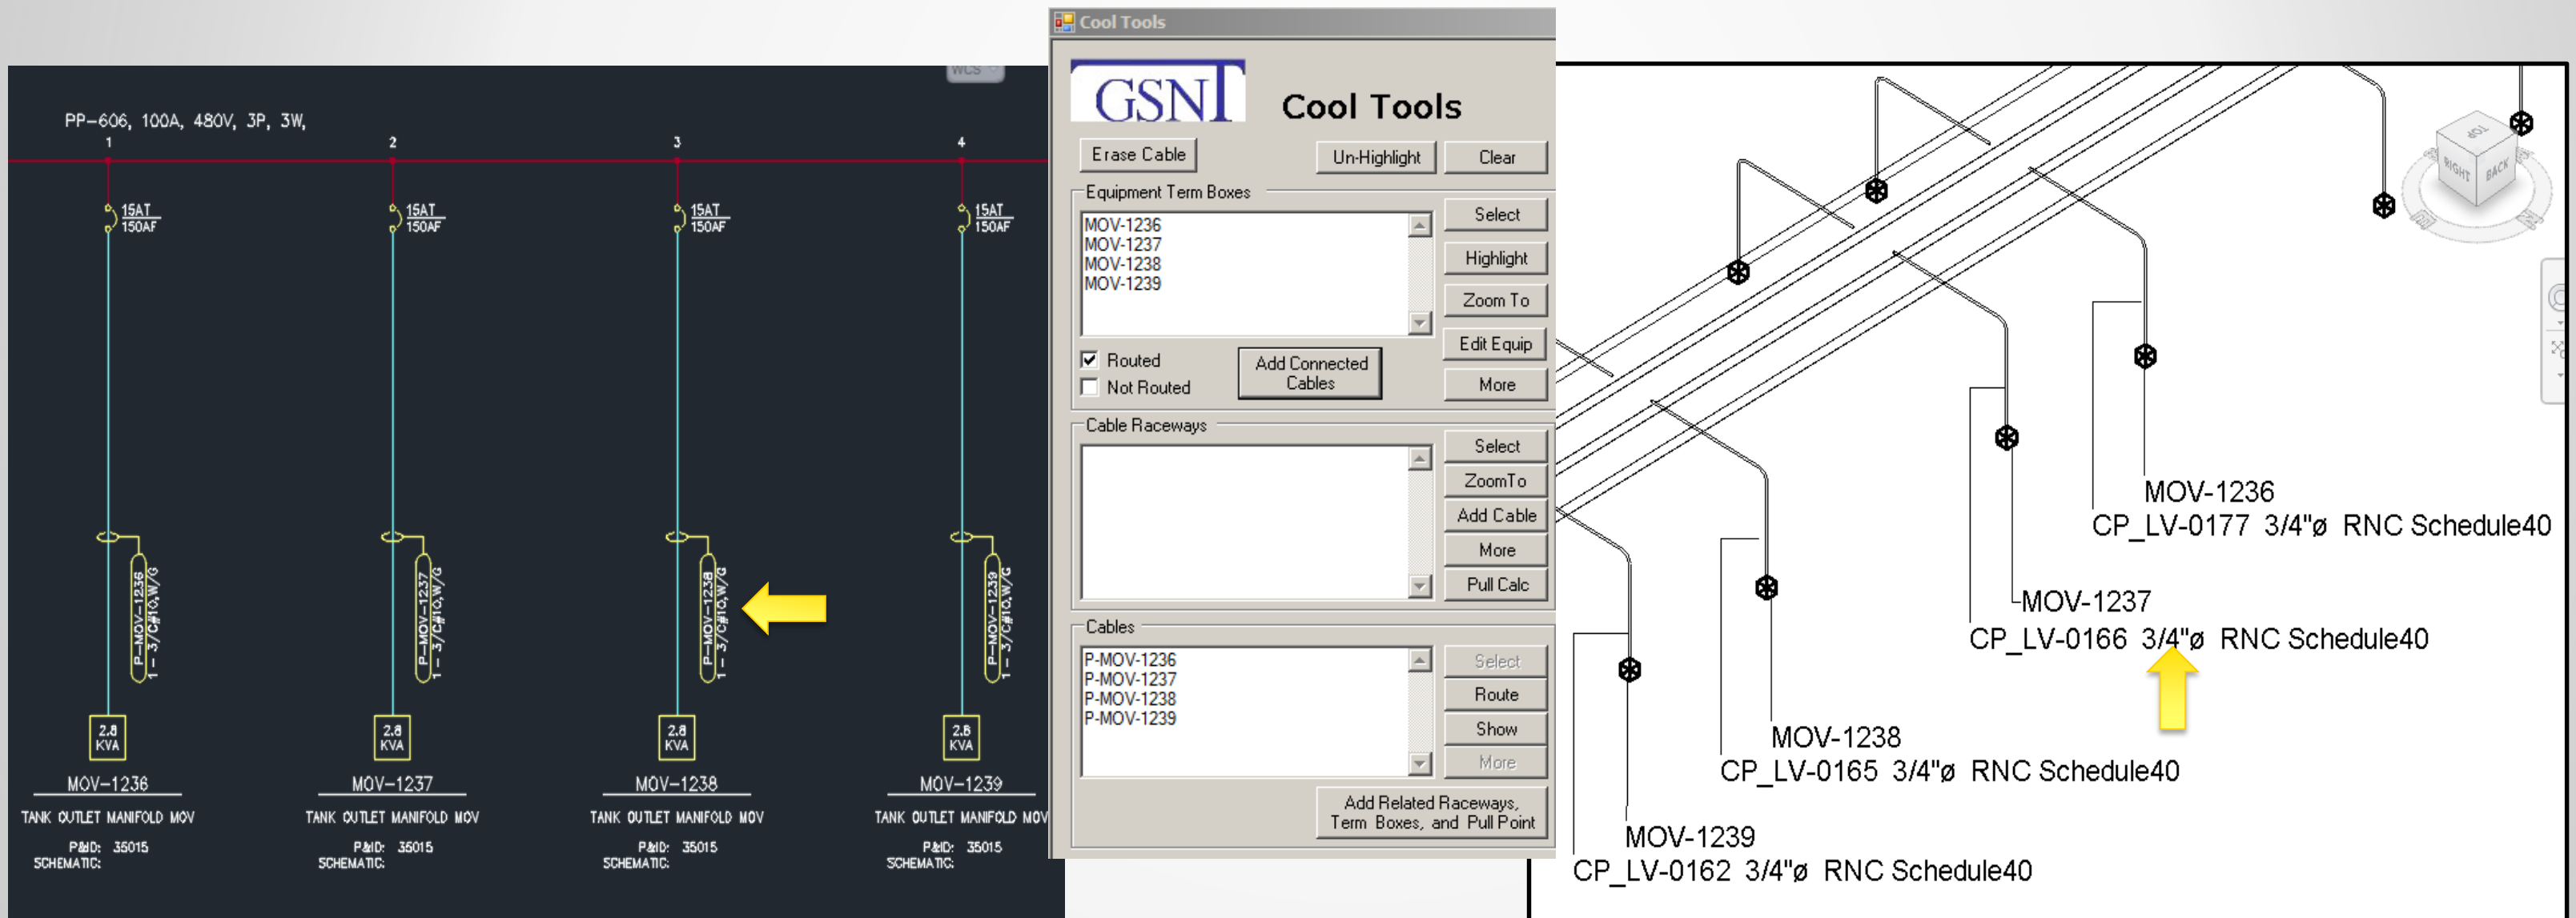 WCS
PP-606, 100A, 480V, 3P, 3W,
1
2
3
4
15AT
150AF
15AT
150AF
15AT
150AF
15AT
150AF
P-MOV-1236
1- 3/C#10,W/G
P-MOV-1237
1- 3/C#10,W/G
P-MOV-1238
1- 3/C#10,W/G
P-MOV-1239
1- 3/C#10,W/G
2.8
KVA
2.8
KVA
2.8
KVA
2.8
KVA
MOV-1236
TANK OUTLET MANIFOLD MOV
P&ID: 35015
SCHEMATIC:
MOV-1237
TANK OUTLET MANIFOLD MOV
P&ID: 35015
SCHEMATIC:
MOV-1238
TANK OUTLET MANIFOLD MOV
P&ID: 35015
SCHEMATIC:
MOV-1239
TANK OUTLET MANIFOLD MOV
P&ID: 35015
SCHEMATIC:
Cool Tools
GSNT
Cool Tools
Erase Cable
Un-Highlight
Clear
Equipment Term Boxes
MOV-1236
MOV-1237
MOV-1238
MOV-1239
Select
Highlight
Zoom To
Edit Equip
More
Routed
Not Routed
Add Connected
Cables
Cable Raceways
Select
ZoomTo
Add Cable
More
Pull Calc
Cables
P-MOV-1236
P-MOV-1237
P-MOV-1238
P-MOV-1239
Select
Route
Show
More
Add Related Raceways,
Term Boxes, and Pull Point
TOP
RIGHT
BACK
MOV-1236
CP_LV-0177 3/4"ø RNC Schedule40
MOV-1237
CP_LV-0166 3/4"ø RNC Schedule40
MOV-1238
CP_LV-0165 3/4"ø RNC Schedule40
MOV-1239
CP_LV-0162 3/4"ø RNC Schedule40